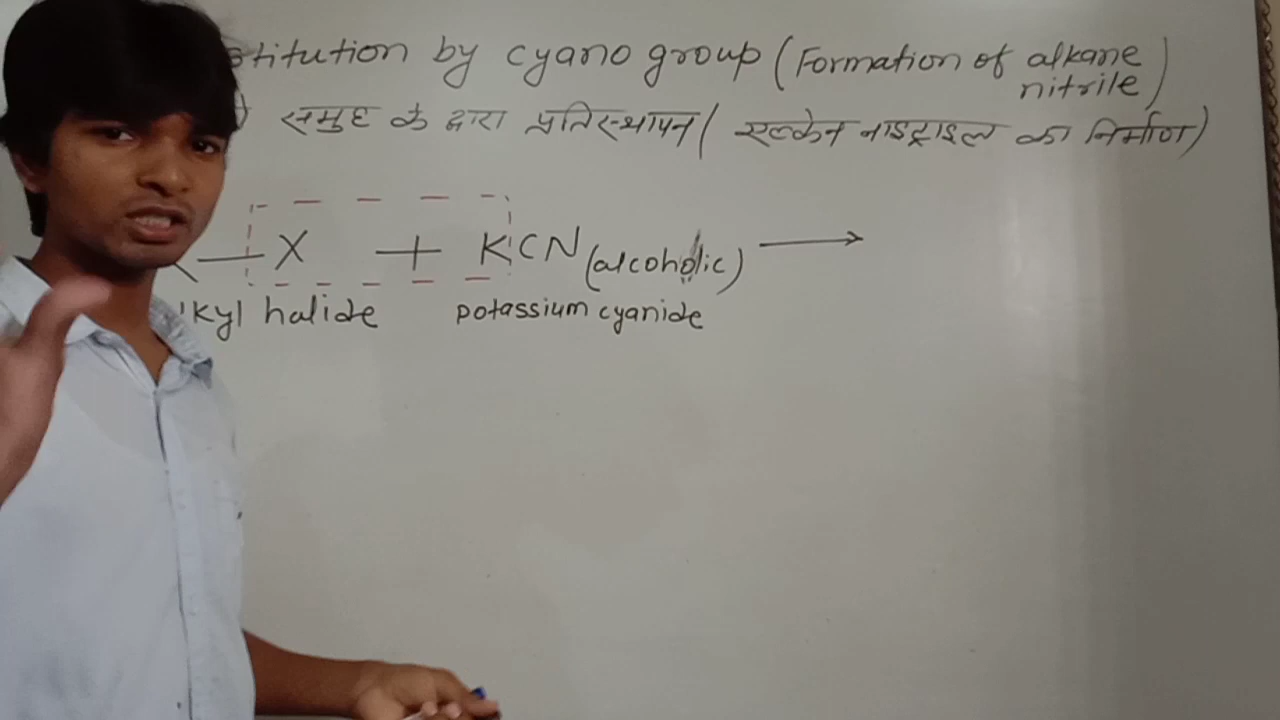 stitution by cyano group (Formation of alkane nitrile)
समुह के द्वारा प्रतिस्थापन ( एल्केन नाइट्राइल का निर्माण)
R — X + KCN (alcoholic) →
lkyl halide potassium cyanide